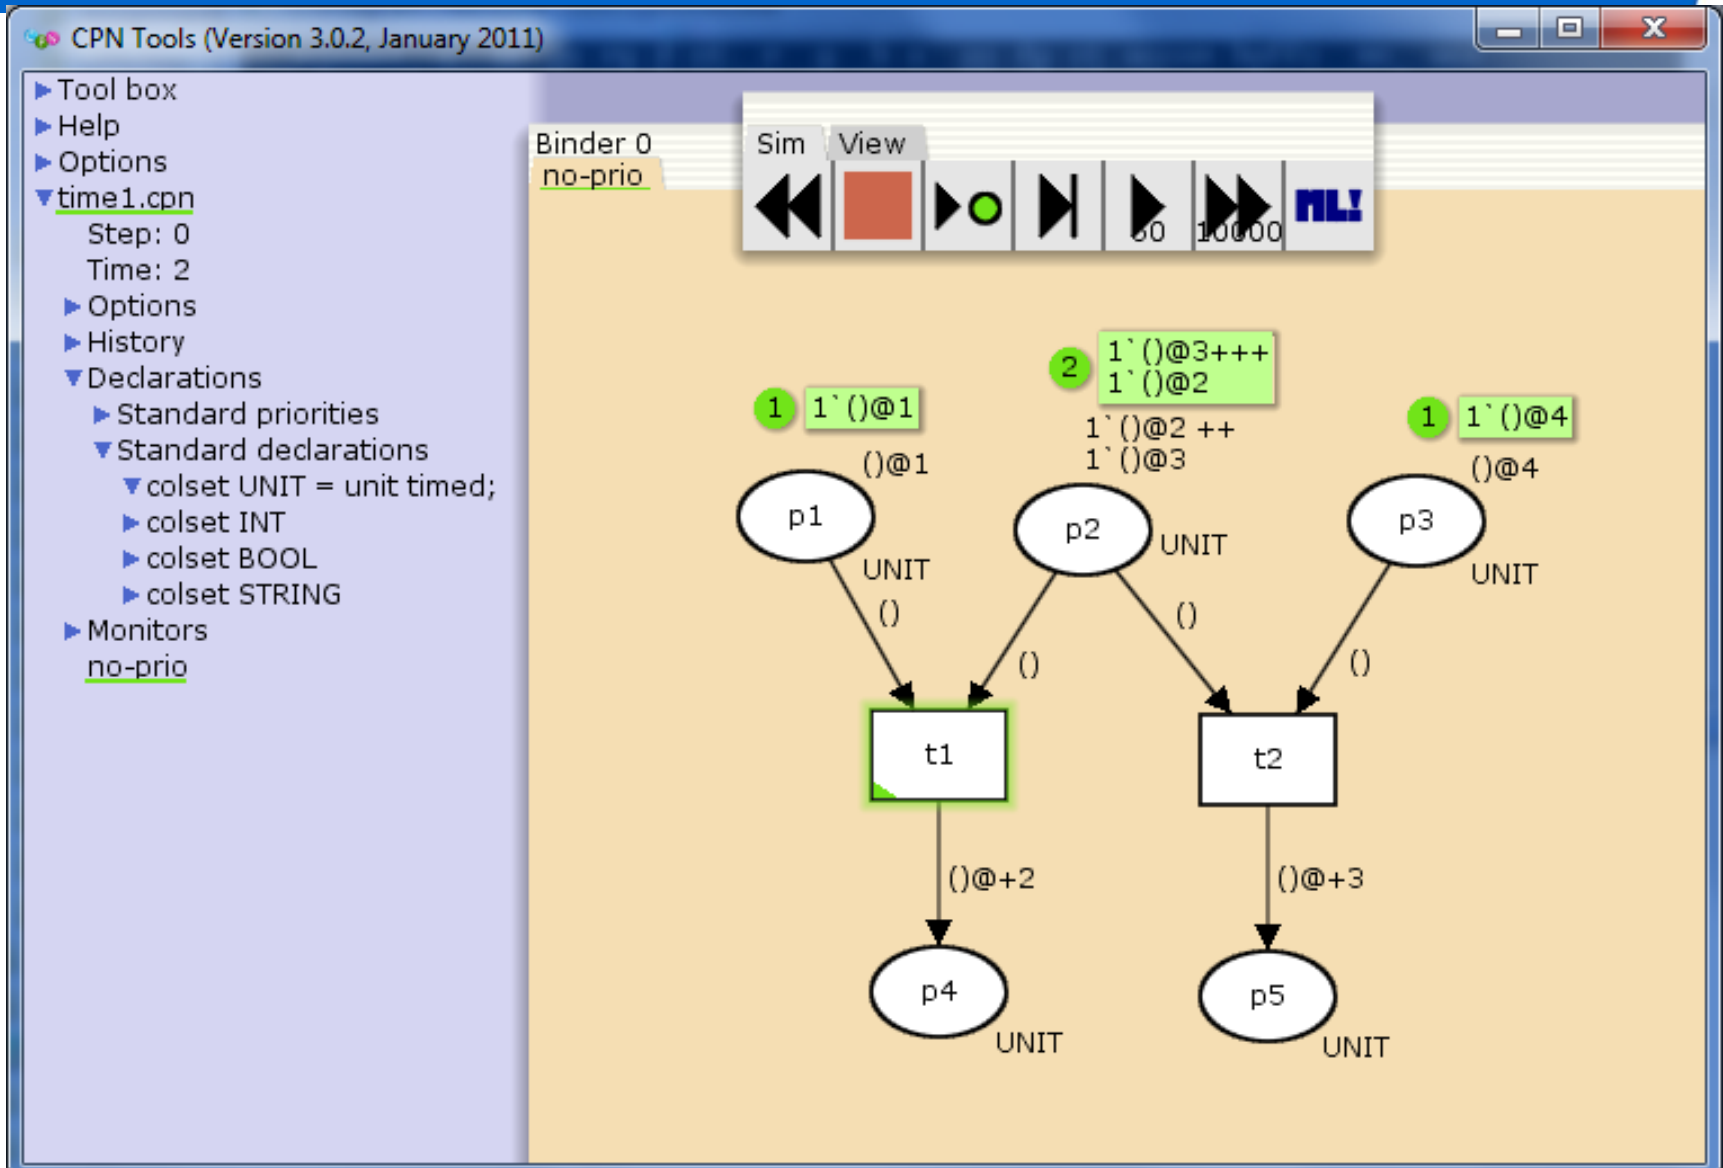 CPN Tools (Version 3.0.2, January 2011)
Tool box
Help
Options
time1.cpn
Step: 0
Time: 2
Options
History
Declarations
Standard priorities
Standard declarations
colset UNIT = unit timed;
colset INT
colset BOOL
colset STRING
Monitors
no-prio
Binder 0
no-prio
Sim
View
50
10000
ML!
1
1`()@1
()@1
p1
UNIT
()
2
1`()@3+++
1`()@2
1`()@2 ++
1`()@3
p2
UNIT
()
()
1
1`()@4
()@4
p3
UNIT
()
t1
t2
()@+2
()@+3
p4
UNIT
p5
UNIT